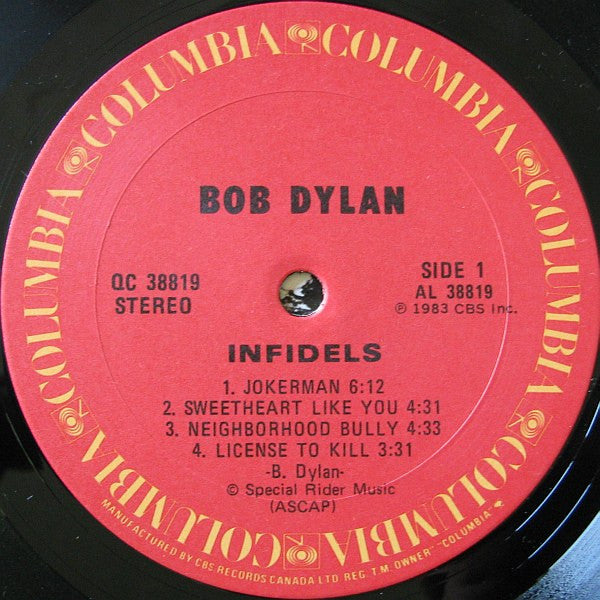 COLUMBIA COLUMBIA COLUMBIA COLUMBIA COLUMBIA COLUMBIA
BOB DYLAN
QC 38819
STEREO
SIDE 1
AL 38819
℗ 1983 CBS Inc.
INFIDELS
1. JOKERMAN 6:12
2. SWEETHEART LIKE YOU 4:31
3. NEIGHBORHOOD BULLY 4:33
4. LICENSE TO KILL 3:31
-B. Dylan-
© Special Rider Music
(ASCAP)
MANUFACTURED BY CBS RECORDS CANADA LTD REG. T.M. OWNER "COLUMBIA"